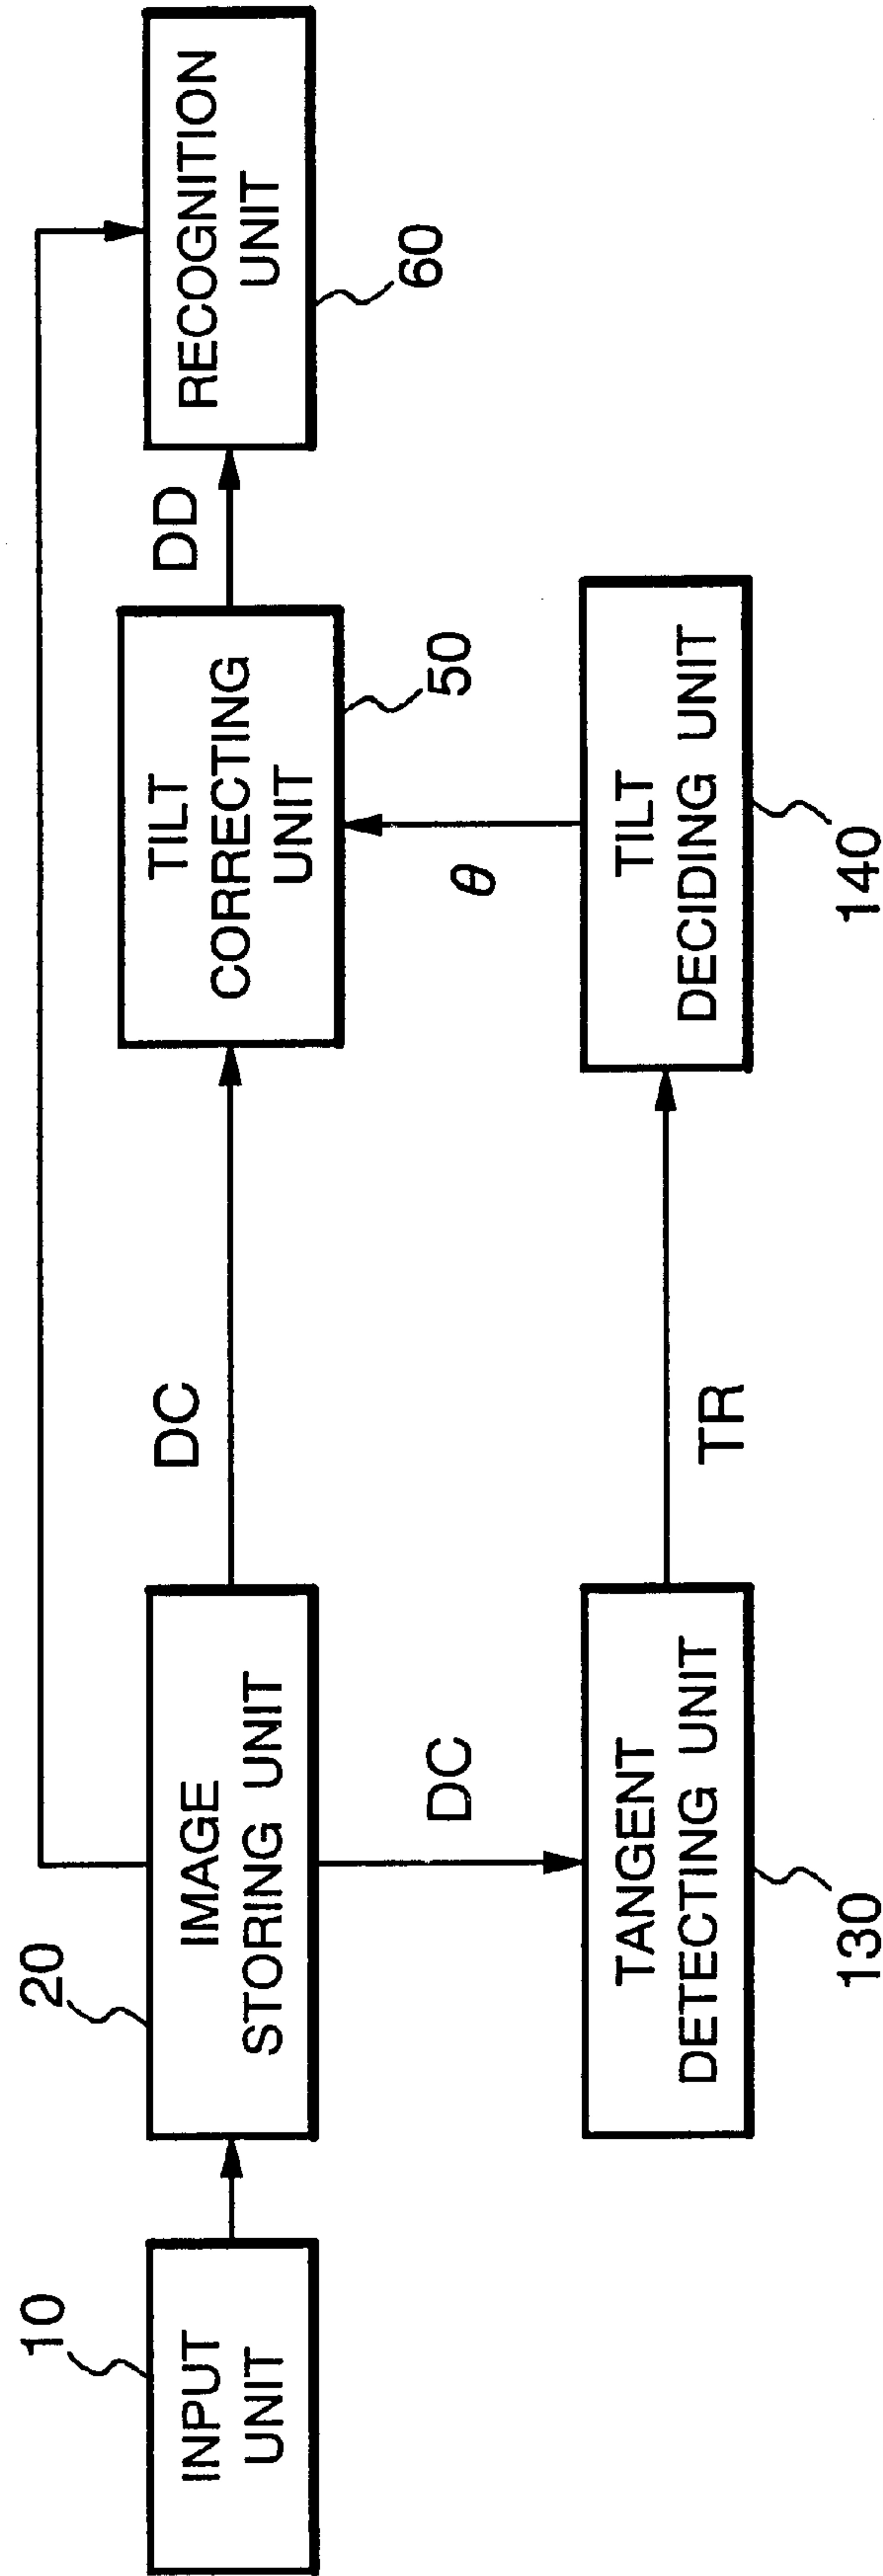 10
INPUT
UNIT
20
IMAGE
STORING UNIT
DC
TILT
CORRECTING
UNIT
50
DD
RECOGNITION
UNIT
60
DC
θ
TANGENT
DETECTING UNIT
130
TR
TILT
DECIDING UNIT
140